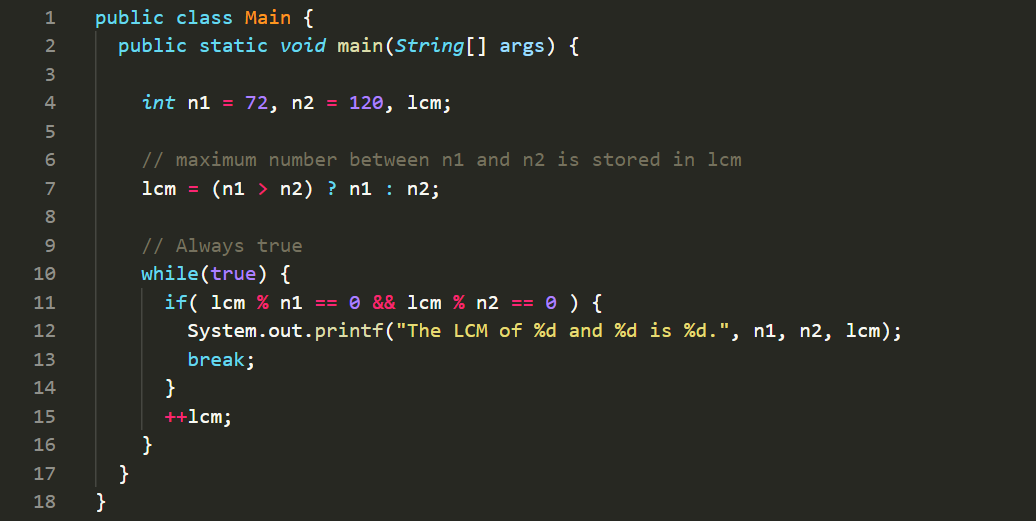 1 public class Main {
2 public static void main(String[] args) {
3
4 int n1 = 72, n2 = 120, lcm;
5
6 // maximum number between n1 and n2 is stored in lcm
7 lcm = (n1 > n2) ? n1 : n2;
8
9 // Always true
10 while(true) {
11 if( lcm % n1 == 0 && lcm % n2 == 0 ) {
12 System.out.printf("The LCM of %d and %d is %d.", n1, n2, lcm);
13 break;
14 }
15 ++lcm;
16 }
17 }
18 }